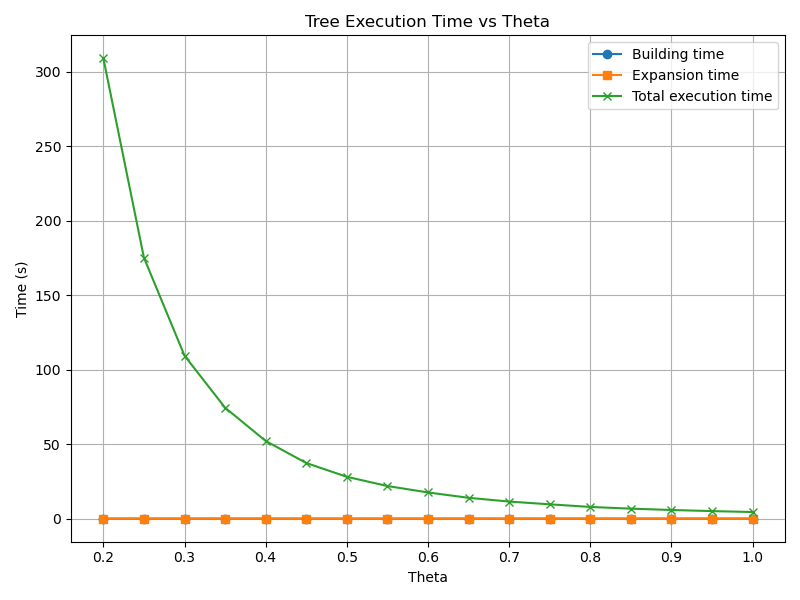 Tree Execution Time vs Theta
Building time
Expansion time
Total execution time
Time (s)
300
250
200
150
100
50
0
0.2 0.3 0.4 0.5 0.6 0.7 0.8 0.9 1.0
Theta